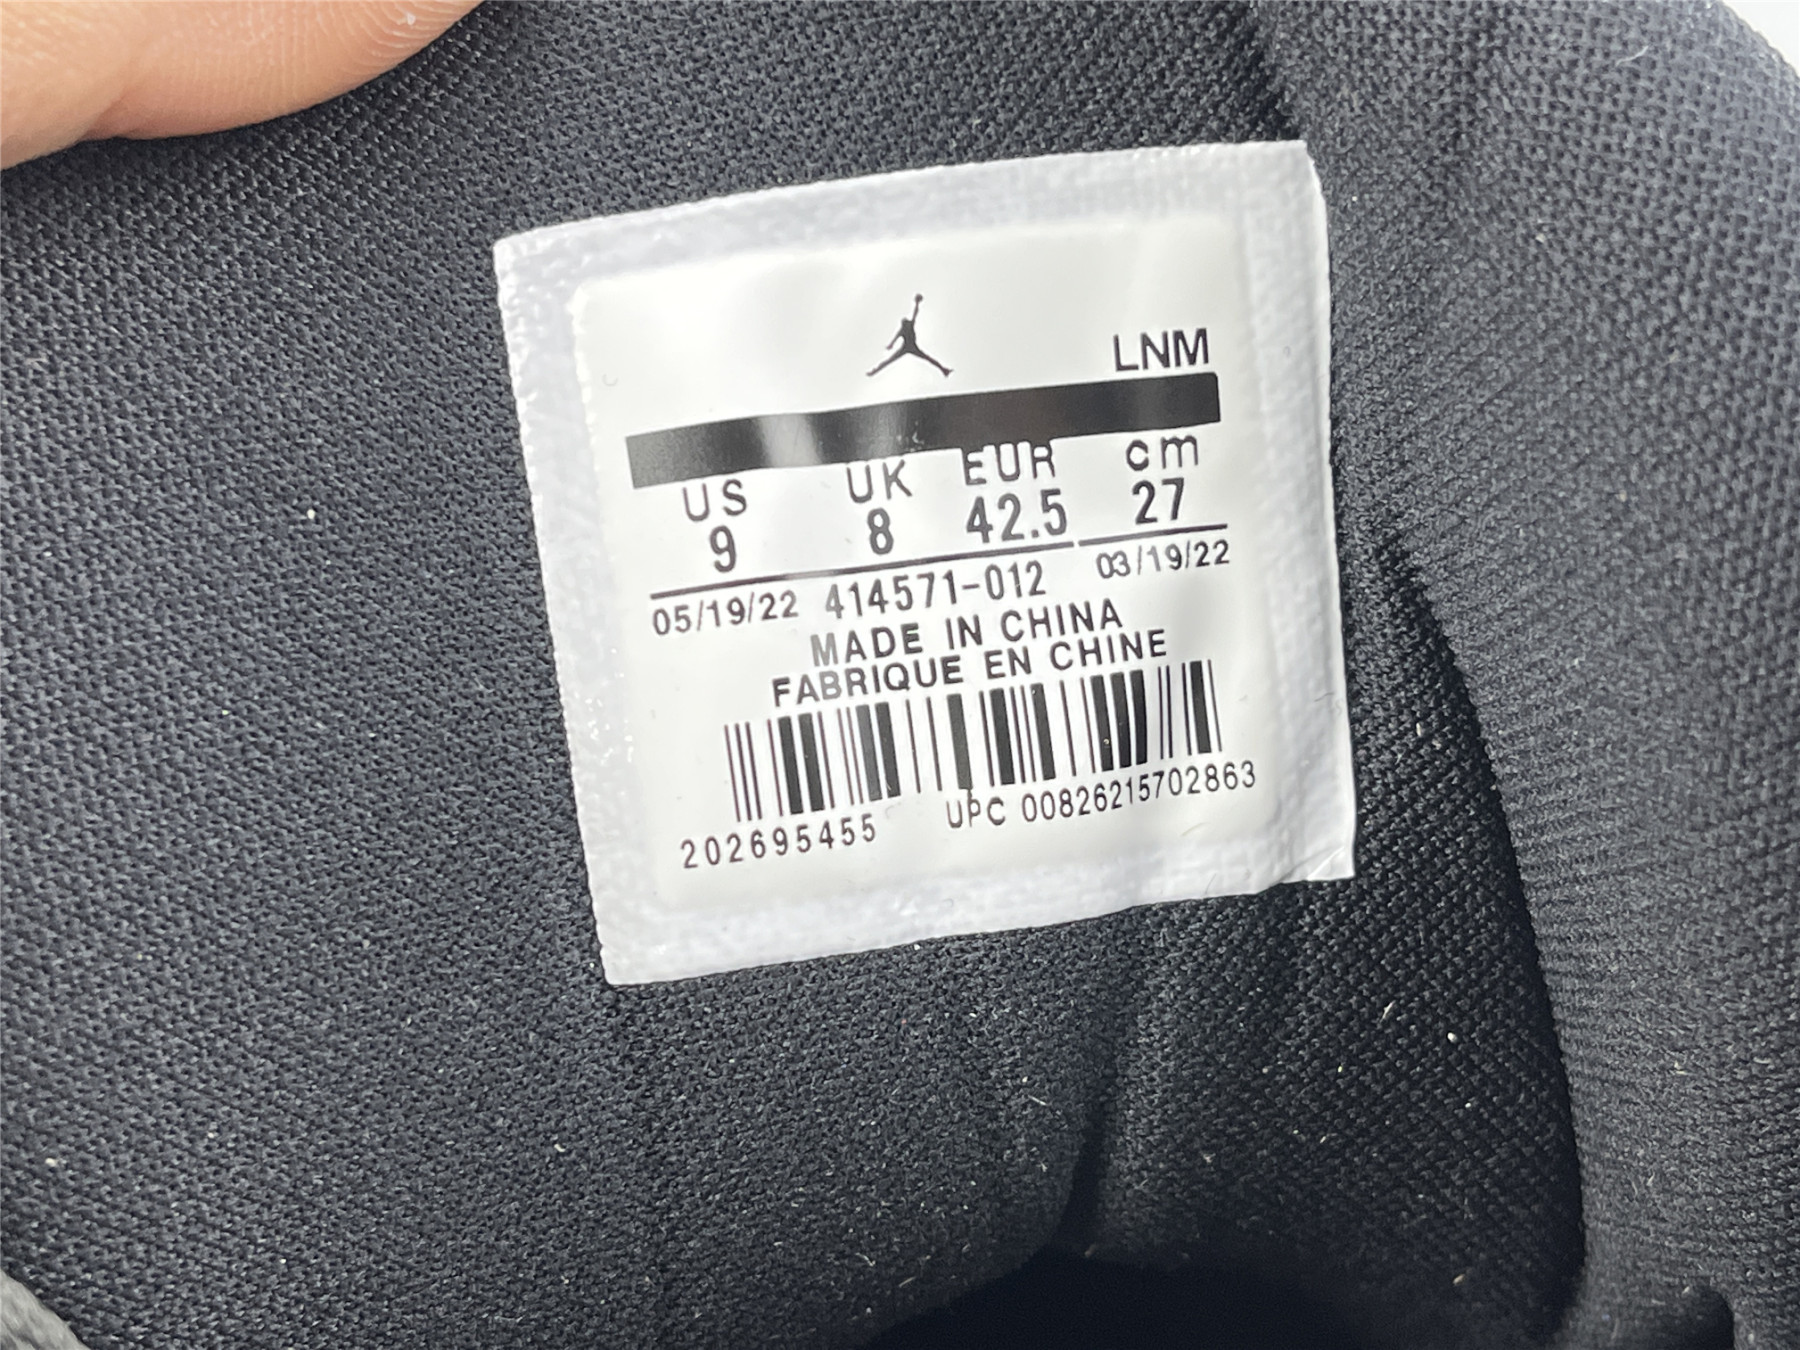 LNM
US UK EUR cm
9 8 42.5 27
05/19/22 414571-012 03/19/22
MADE IN CHINA
FABRIQUE EN CHINE
202695455 UPC 00826215702863